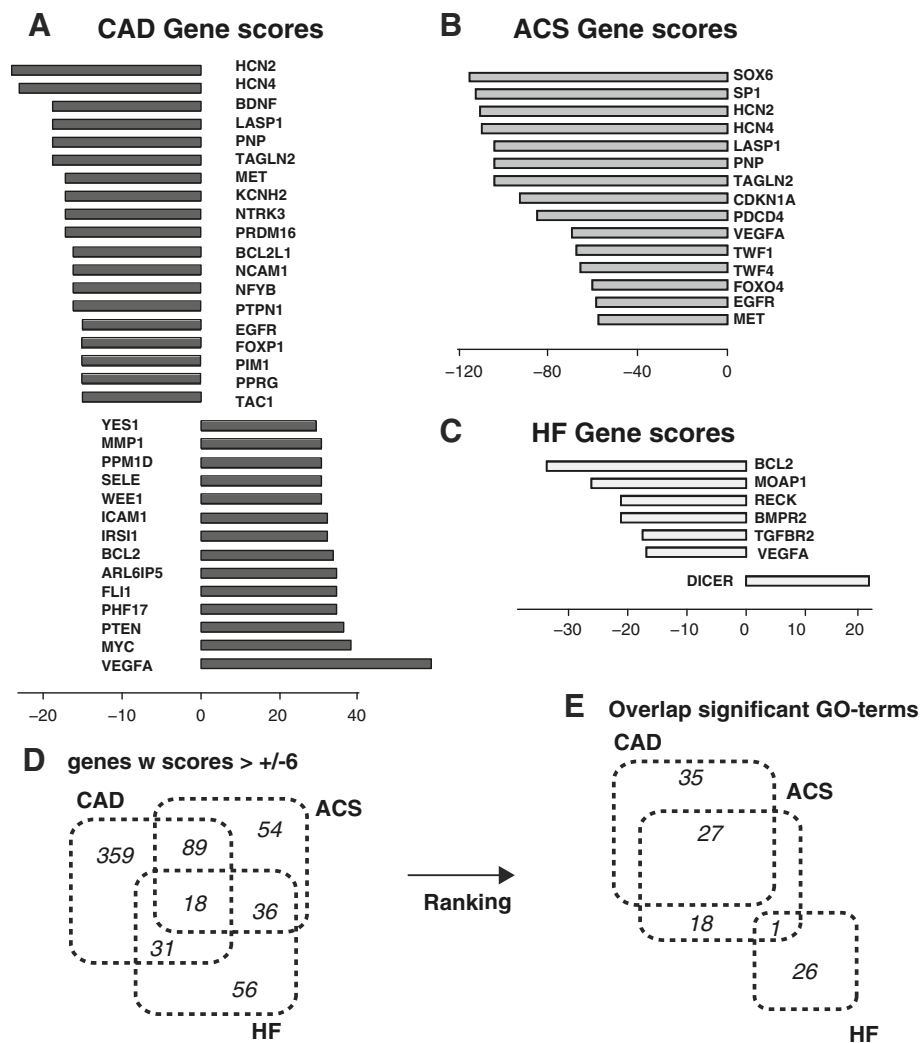 A CAD Gene scores
HCN2
HCN4
BDNF
LASP1
PNP
TAGLN2
MET
KCNH2
NTRK3
PRDM16
BCL2L1
NCAM1
NFYB
PTPN1
EGFR
FOXP1
PIM1
PPRG
TAC1
YES1
MMP1
PPM1D
SELE
WEE1
ICAM1
IRSI1
BCL2
ARL6IP5
FLI1
PHF17
PTEN
MYC
VEGFA
−20 −10 0 20 40
B ACS Gene scores
SOX6
SP1
HCN2
HCN4
LASP1
PNP
TAGLN2
CDKN1A
PDCD4
VEGFA
TWF1
TWF4
FOXO4
EGFR
MET
−120 −80 −40 0
C HF Gene scores
BCL2
MOAP1
RECK
BMPR2
TGFBR2
VEGFA
DICER
−30 −20 −10 0 10 20
D genes w scores > +/-6
CAD
ACS
359 89 54
18 36
31
56
HF
Ranking
E Overlap significant GO-terms
CAD
35
ACS
27
18 1
26
HF